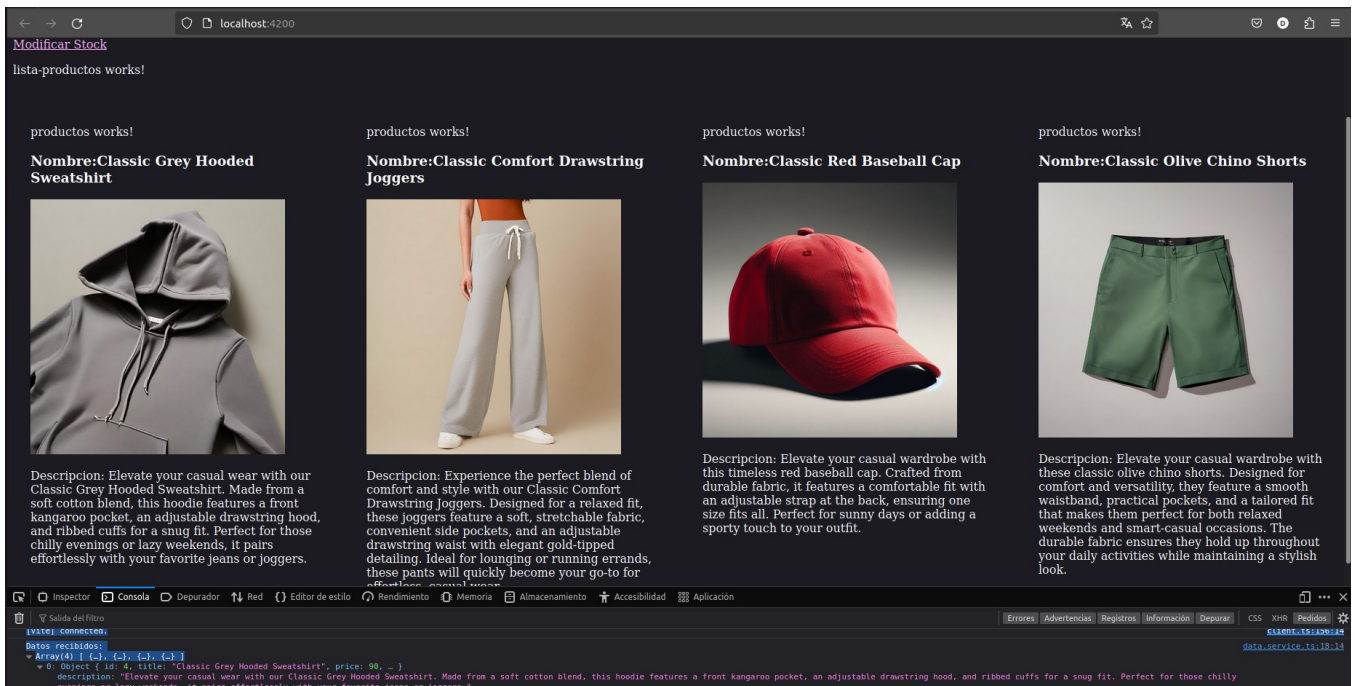 localhost:4200
Modificar Stock
lista-productos works!
productos works!
Nombre:Classic Grey Hooded
Sweatshirt
Descripcion: Elevate your casual wear with our
Classic Grey Hooded Sweatshirt. Made from a
soft cotton blend, this hoodie features a front
kangaroo pocket, an adjustable drawstring hood,
and ribbed cuffs for a snug fit. Perfect for those
chilly evenings or lazy weekends, it pairs
effortlessly with your favorite jeans or joggers.
productos works!
Nombre:Classic Comfort Drawstring
Joggers
Descripcion: Experience the perfect blend of
comfort and style with our Classic Comfort
Drawstring Joggers. Designed for a relaxed fit,
these joggers feature a soft, stretchable fabric,
convenient side pockets, and an adjustable
drawstring waist with elegant gold-tipped
detailing. Ideal for lounging or running errands,
these pants will quickly become your go-to for
effortless, casual wear.
productos works!
Nombre:Classic Red Baseball Cap
Descripcion: Elevate your casual wardrobe with
this timeless red baseball cap. Crafted from
durable fabric, it features a comfortable fit with
an adjustable strap at the back, ensuring one
size fits all. Perfect for sunny days or adding a
sporty touch to your outfit.
productos works!
Nombre:Classic Olive Chino Shorts
Descripcion: Elevate your casual wardrobe with
these classic olive chino shorts. Designed for
comfort and versatility, they feature a smooth
waistband, practical pockets, and a tailored fit
that makes them perfect for both relaxed
weekends and smart-casual occasions. The
durable fabric ensures they hold up throughout
your daily activities while maintaining a stylish
look.
Inspector Consola Depurador Red Editor de estilo Rendimiento Memoria Almacenamiento Accesibilidad Aplicación
Salida del filtro Errores Advertencias Registros Información Depurar CSS XHR Pedidos
[vite] connected. client.ts:156:14
Datos recibidos: data.service.ts:18:14
Array(4) [ {…}, {…}, {…}, {…} ]
0: Object { id: 4, title: "Classic Grey Hooded Sweatshirt", price: 90, … }
description: "Elevate your casual wear with our Classic Grey Hooded Sweatshirt. Made from a soft cotton blend, this hoodie features a front kangaroo pocket, an adjustable drawstring hood, and ribbed cuffs for a snug fit. Perfect for those chilly